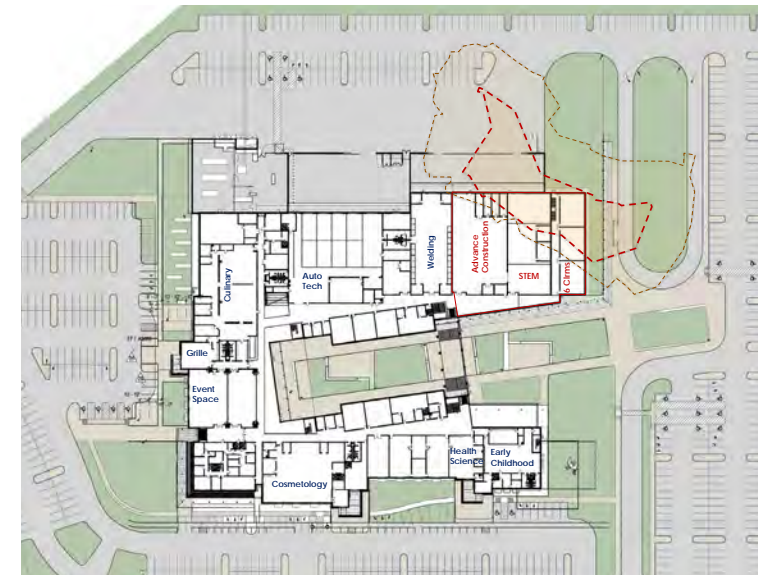 Advance
Construction
STEM
6 Clrms
Welding
Auto
Tech
Culinary
Grille
Event
Space
Health
Science
Early
Childhood
Cosmetology